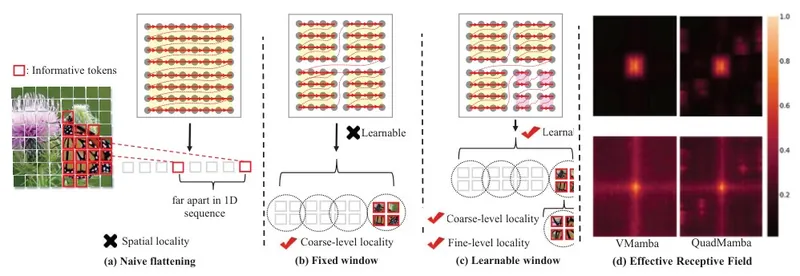 : Informative tokens
far apart in 1D
sequence
Spatial locality
(a) Naive flattening
Learnable
Coarse-level locality
(b) Fixed window
Learnal
Coarse-level locality
Fine-level locality
(c) Learnable window
1.0
0.8
0.6
0.4
0.2
VMamba
QuadMamba
(d) Effective Receptive Field